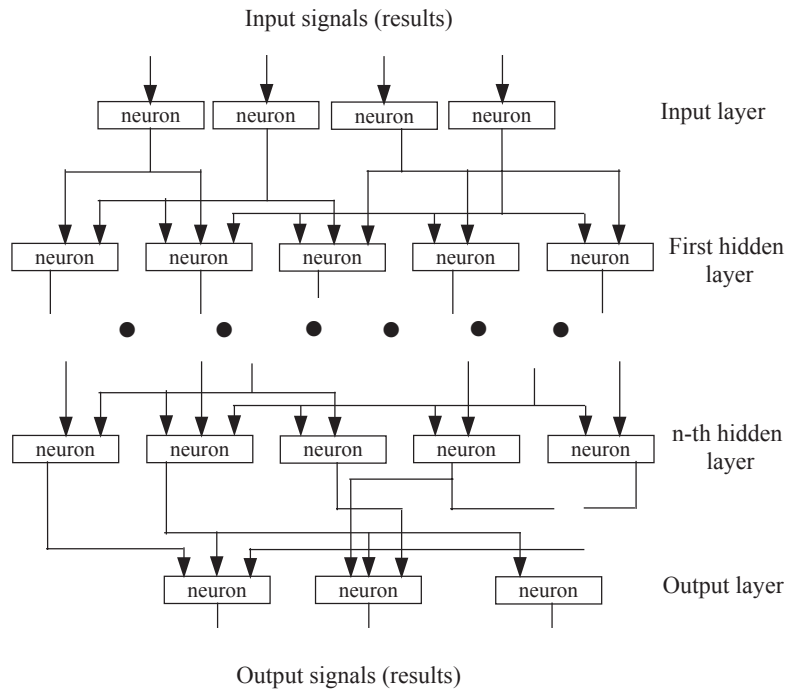 Input signals (results)
neuron neuron neuron neuron
Input layer
neuron neuron neuron neuron neuron
First hidden
layer
neuron neuron neuron neuron neuron
n-th hidden
layer
neuron neuron neuron
Output layer
Output signals (results)